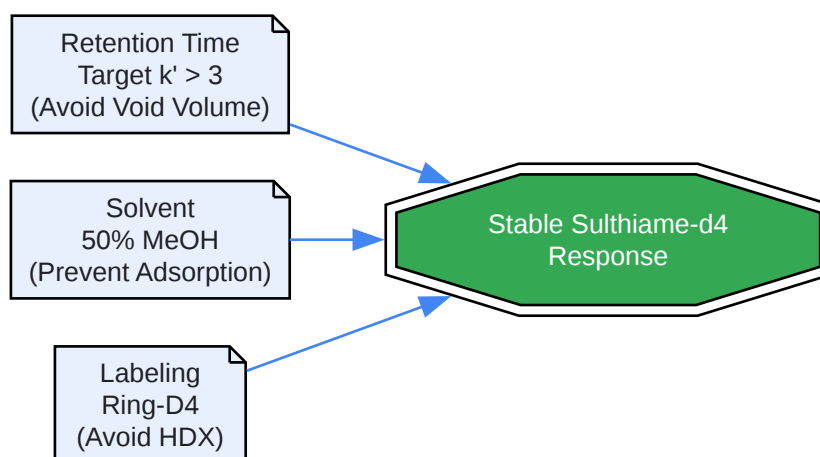 Retention Time
Target k' > 3
(Avoid Void Volume)
Solvent
50% MeOH
(Prevent Adsorption)
Stable Sulthiame-d4
Response
Labeling
Ring-D4
(Avoid HDX)